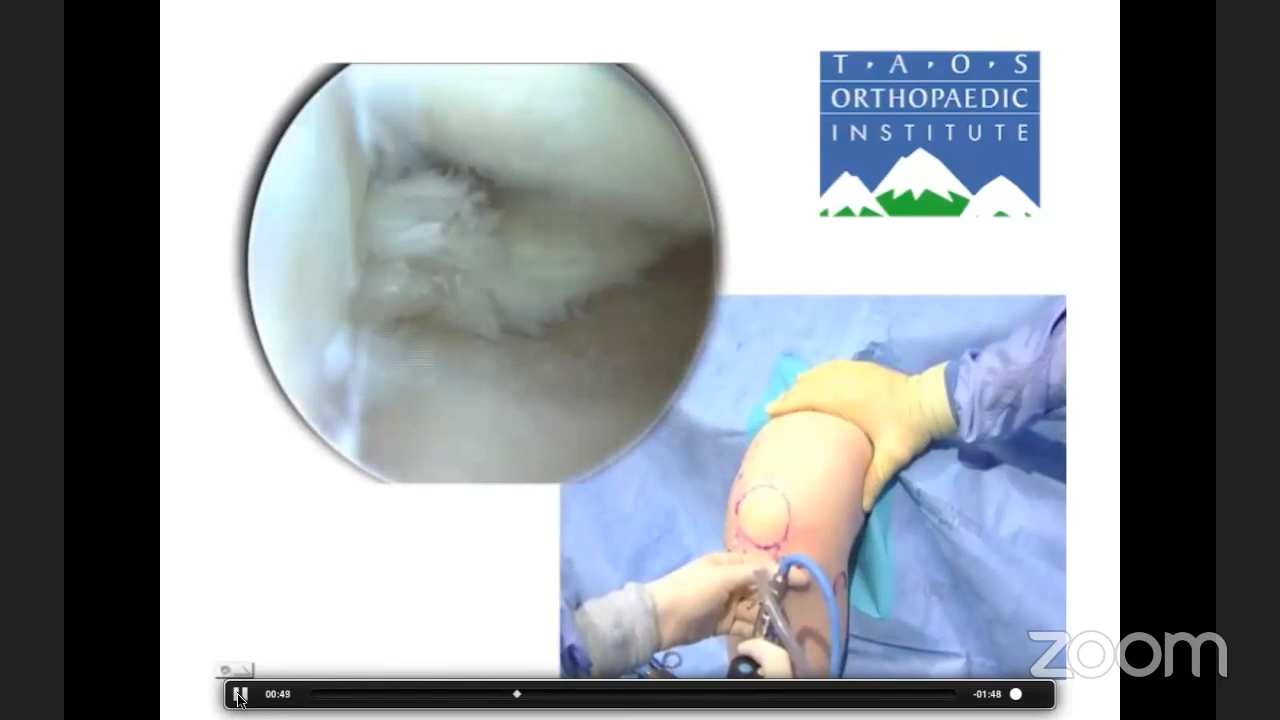 T • A • O • S
ORTHOPAEDIC
INSTITUTE
zoom
00:49
-01:48